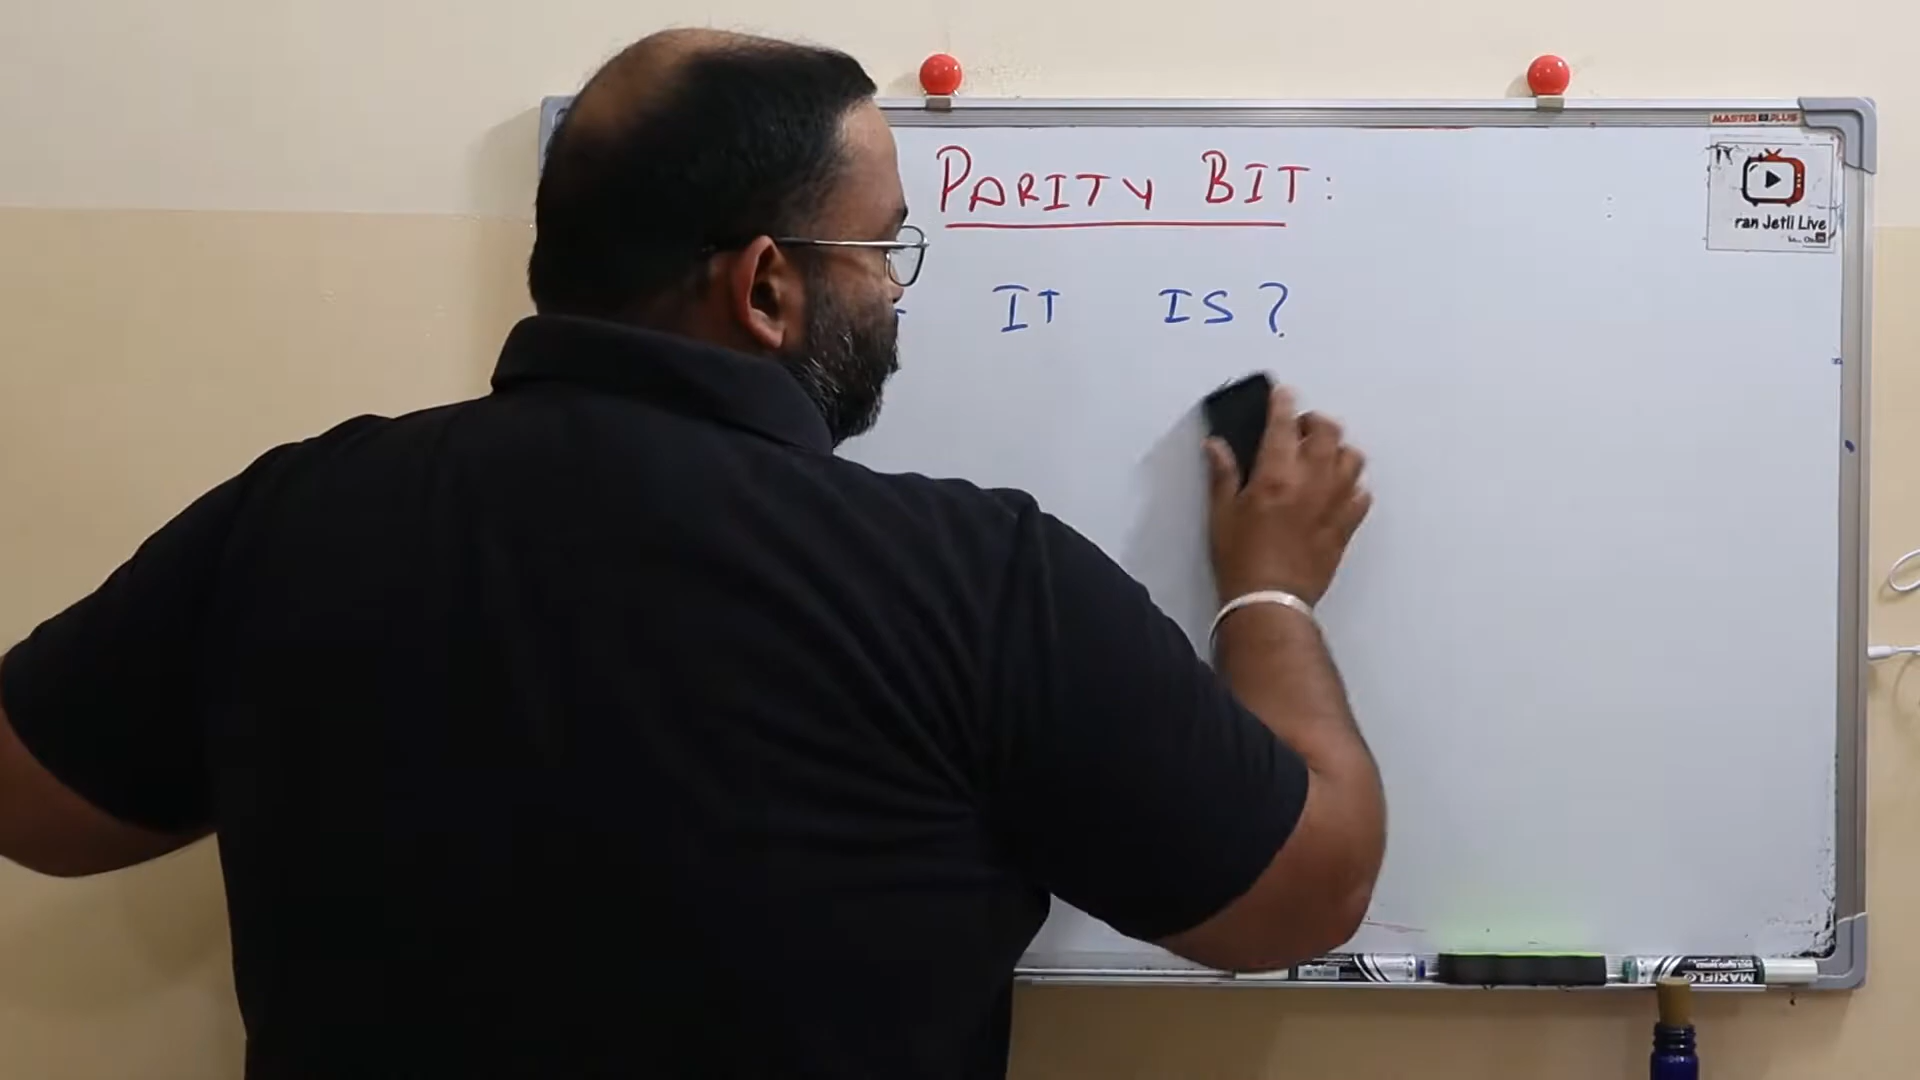 MASTER PLUS
PARITY BIT:
ran Jetli Live
IT IS?
MAXIFLO